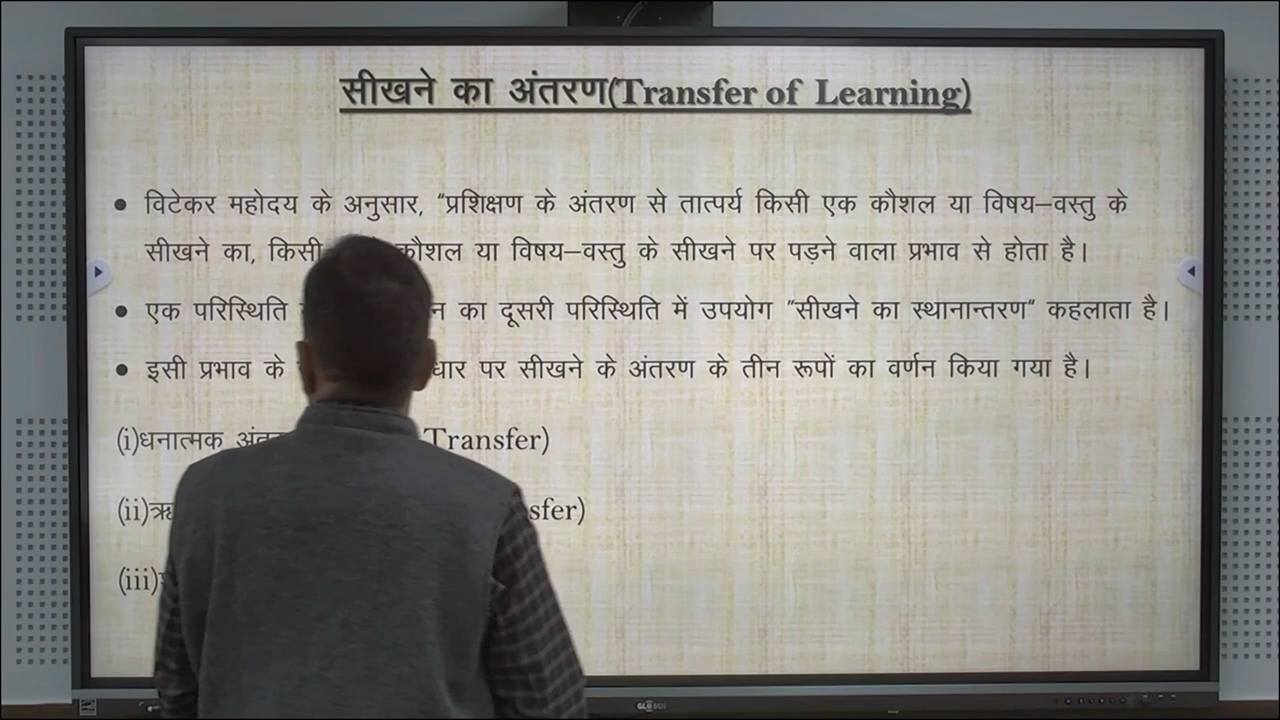 सीखने का अंतरण(Transfer of Learning)
• विटेकर महोदय के अनुसार, "प्रशिक्षण के अंतरण से तात्पर्य किसी एक कौशल या विषय–वस्तु के
सीखने का, किसी कौशल या विषय–वस्तु के सीखने पर पड़ने वाला प्रभाव से होता है।
• एक परिस्थिति का दूसरी परिस्थिति में उपयोग "सीखने का स्थानान्तरण" कहलाता है।
• इसी प्रभाव के पर सीखने के अंतरण के तीन रूपों का वर्णन किया गया है।
(i)धनात्मक Transfer)
(ii)
(iii)